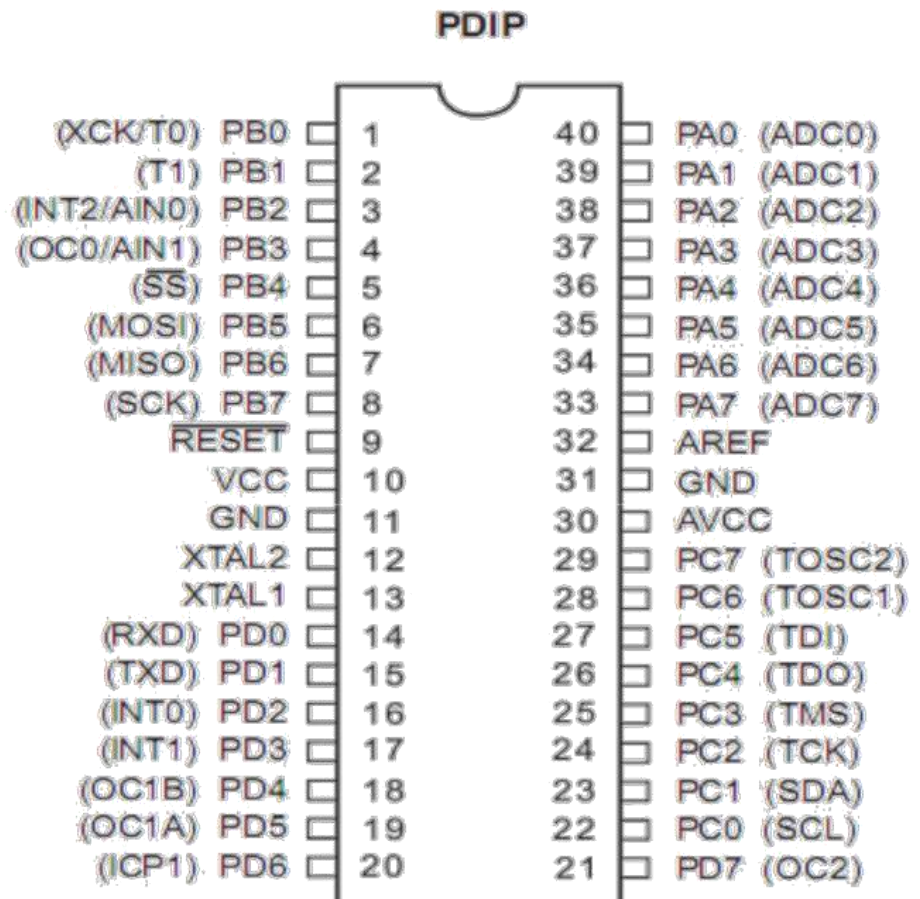 PDIP
(XCK/T0) PB0 1 40 PA0 (ADC0)
(T1) PB1 2 39 PA1 (ADC1)
(INT2/AIN0) PB2 3 38 PA2 (ADC2)
(OC0/AIN1) PB3 4 37 PA3 (ADC3)
(SS) PB4 5 36 PA4 (ADC4)
(MOSI) PB5 6 35 PA5 (ADC5)
(MISO) PB6 7 34 PA6 (ADC6)
(SCK) PB7 8 33 PA7 (ADC7)
RESET 9 32 AREF
VCC 10 31 GND
GND 11 30 AVCC
XTAL2 12 29 PC7 (TOSC2)
XTAL1 13 28 PC6 (TOSC1)
(RXD) PD0 14 27 PC5 (TDI)
(TXD) PD1 15 26 PC4 (TDO)
(INT0) PD2 16 25 PC3 (TMS)
(INT1) PD3 17 24 PC2 (TCK)
(OC1B) PD4 18 23 PC1 (SDA)
(OC1A) PD5 19 22 PC0 (SCL)
(ICP1) PD6 20 21 PD7 (OC2)